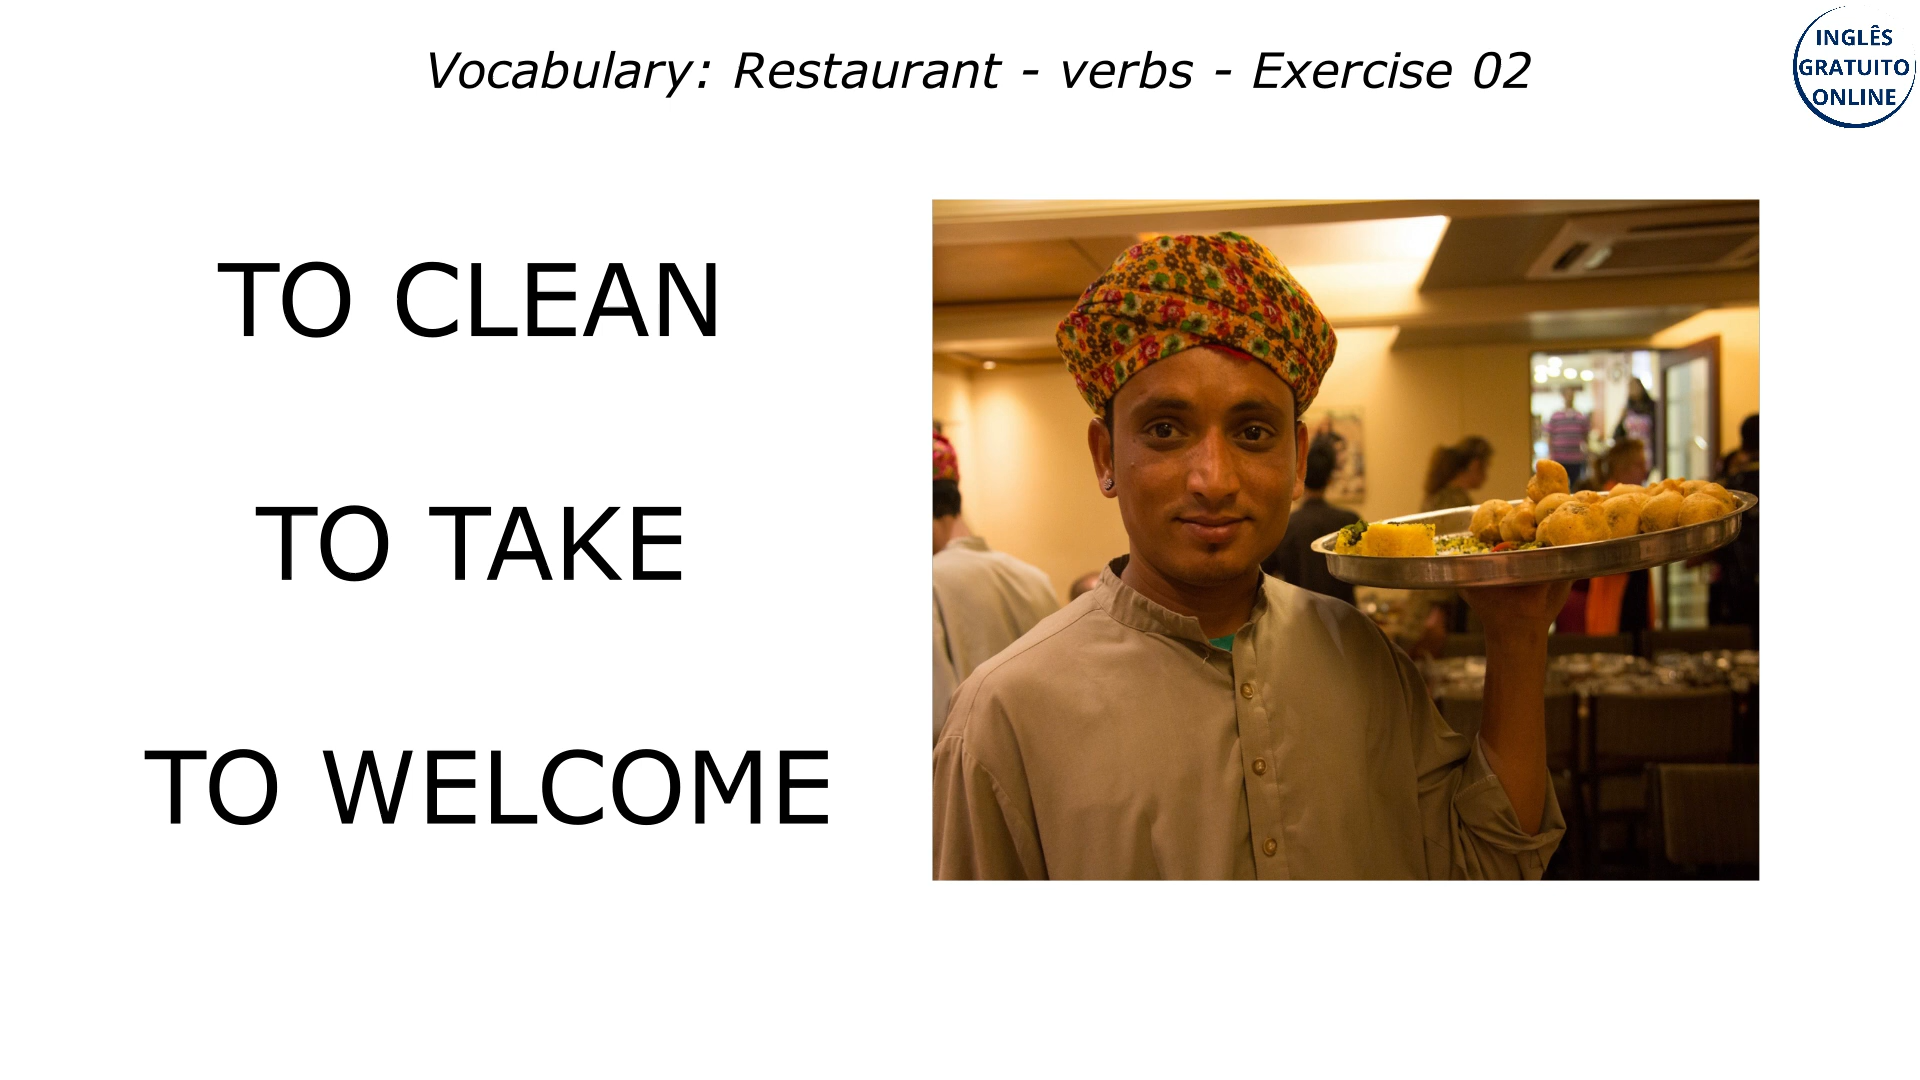 Vocabulary: Restaurant - verbs - Exercise 02
INGLÊS
GRATUITO
ONLINE
TO CLEAN
TO TAKE
TO WELCOME